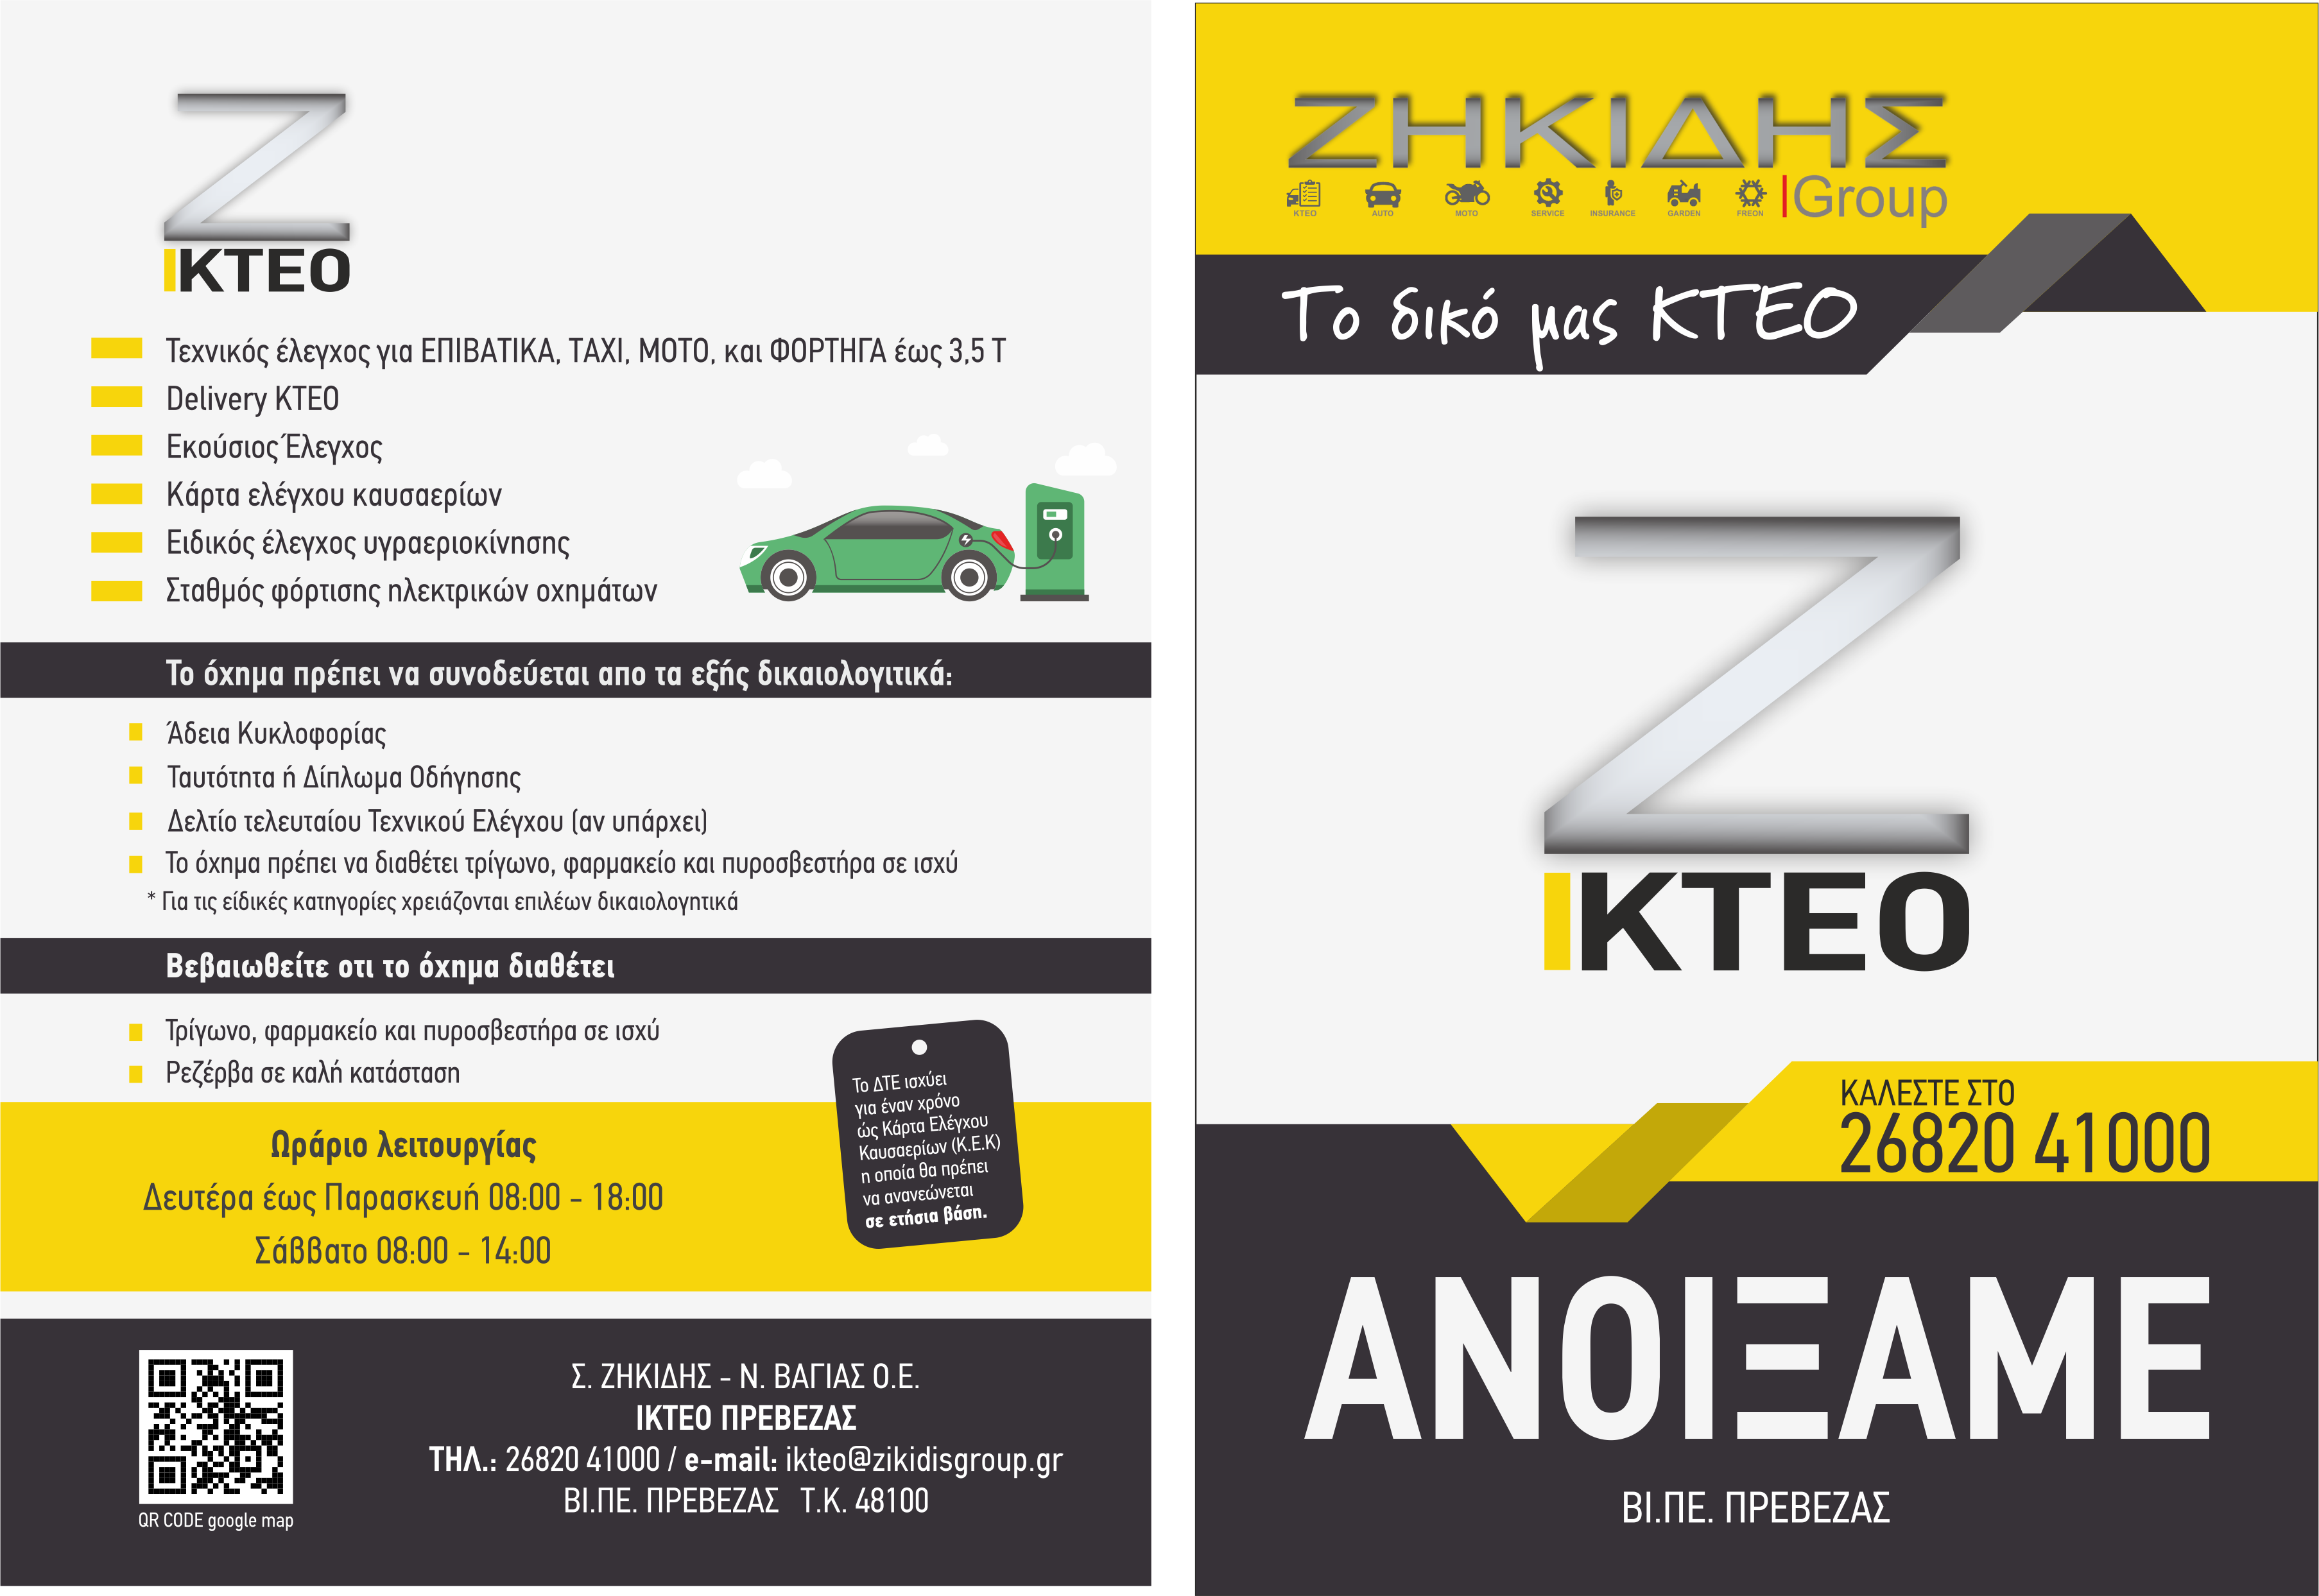 Z
IKTEO
Τεχνικός έλεγχος για ΕΠΙΒΑΤΙΚΑ, ΤΑΧΙ, ΜΟΤΟ, και ΦΟΡΤΗΓΑ έως 3,5 Τ
Delivery ΚΤΕΟ
Εκούσιος Έλεγχος
Κάρτα ελέγχου καυσαερίων
Ειδικός έλεγχος υγραεριοκίνησης
Σταθμός φόρτισης ηλεκτρικών οχημάτων
Το όχημα πρέπει να συνοδεύεται απο τα εξής δικαιολογιτικά:
Άδεια Κυκλοφορίας
Ταυτότητα ή Δίπλωμα Οδήγησης
Δελτίο τελευταίου Τεχνικού Ελέγχου (αν υπάρχει)
Το όχημα πρέπει να διαθέτει τρίγωνο, φαρμακείο και πυροσβεστήρα σε ισχύ
* Για τις είδικές κατηγορίες χρειάζονται επιλέων δικαιολογητικά
Βεβαιωθείτε οτι το όχημα διαθέτει
Τρίγωνο, φαρμακείο και πυροσβεστήρα σε ισχύ
Ρεζέρβα σε καλή κατάσταση
Το ΔΤΕ ισχύει
για έναν χρόνο
ώς Κάρτα Ελέγχου
Καυσαερίων (Κ.Ε.Κ)
η οποία θα πρέπει
να ανανεώνεται
σε ετήσια βάση.
Ωράριο λειτουργίας
Δευτέρα έως Παρασκευή 08:00 - 18:00
Σάββατο 08:00 - 14:00
QR CODE google map
Σ. ΖΗΚΙΔΗΣ - Ν. ΒΑΓΙΑΣ Ο.Ε.
ΙΚΤΕΟ ΠΡΕΒΕΖΑΣ
ΤΗΛ.: 26820 41000 / e-mail: ikteo@zikidisgroup.gr
ΒΙ.ΠΕ. ΠΡΕΒΕΖΑΣ Τ.Κ. 48100
ΖΗΚΙΔΗΣ
KTEO AUTO MOTO SERVICE INSURANCE GARDEN FREON |Group
Το δικό μας ΚΤΕΟ
Z
IKTEO
ΚΑΛΕΣΤΕ ΣΤΟ
26820 41000
ΑΝΟΙΞΑΜΕ
ΒΙ.ΠΕ. ΠΡΕΒΕΖΑΣ